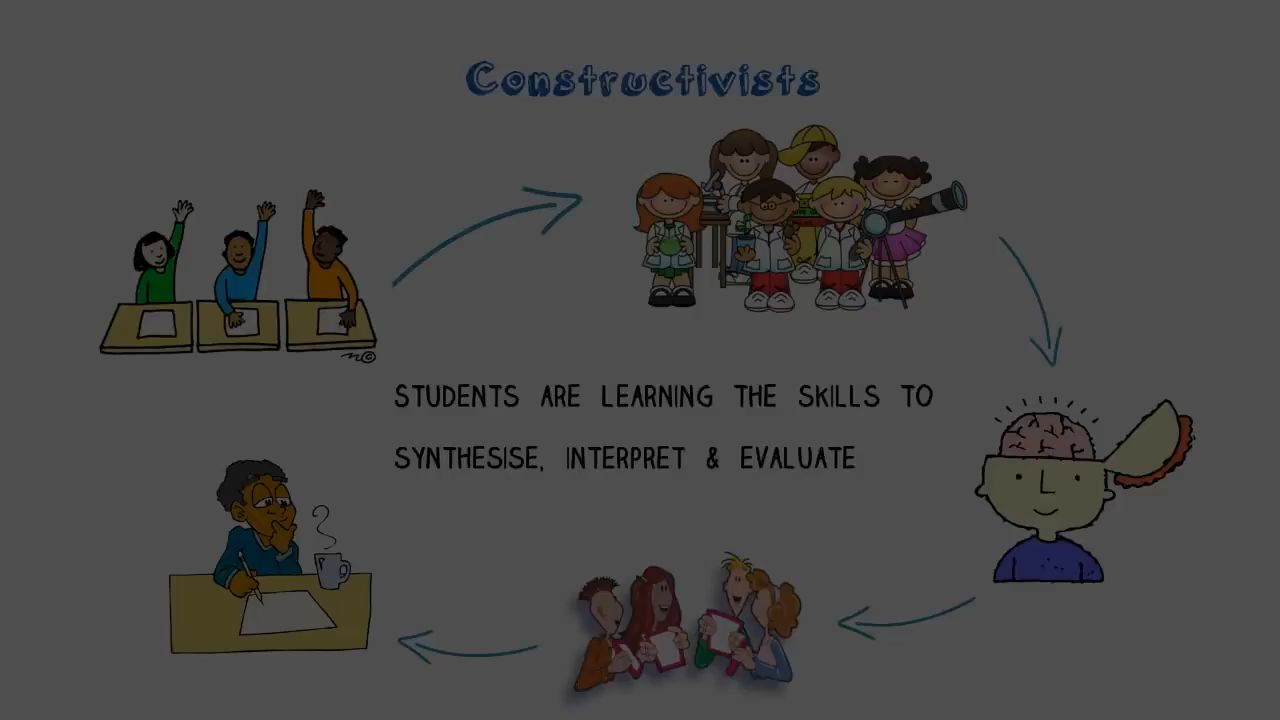 Constructivists
STUDENTS ARE LEARNING THE SKILLS TO
SYNTHESISE, INTERPRET & EVALUATE